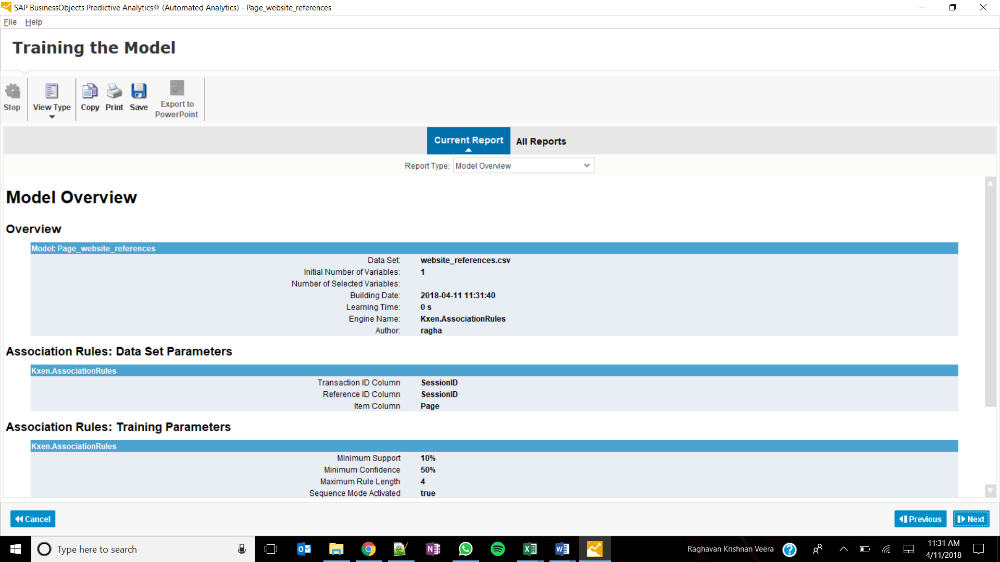 SAP BusinessObjects Predictive Analytics® (Automated Analytics) - Page_website_references
File Help
Training the Model
Stop
View Type
Copy
Print
Save
Export to
PowerPoint
Current Report
All Reports
Report Type: Model Overview
Model Overview
Overview
Model: Page_website_references
Data Set: website_references.csv
Initial Number of Variables: 1
Number of Selected Variables:
Building Date: 2018-04-11 11:31:40
Learning Time: 0 s
Engine Name: Kxen.AssociationRules
Author: ragha
Association Rules: Data Set Parameters
Kxen.AssociationRules
Transaction ID Column SessionID
Reference ID Column SessionID
Item Column Page
Association Rules: Training Parameters
Kxen.AssociationRules
Minimum Support 10%
Minimum Confidence 50%
Maximum Rule Length 4
Sequence Mode Activated true
Cancel
Previous
Next
Type here to search
Raghavan Krishnan Veera
11:31 AM
4/11/2018